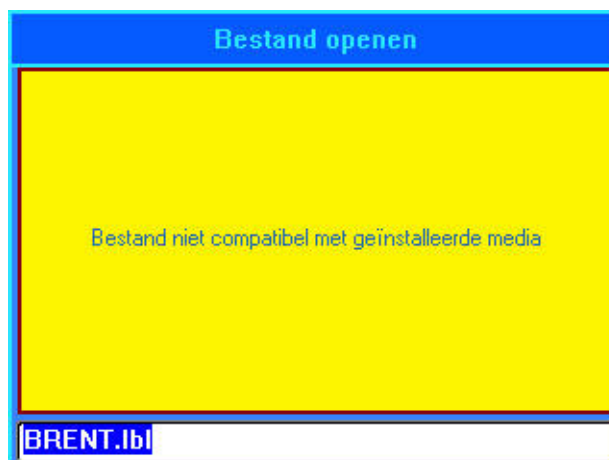 Bestand openen
Bestand niet compatibel met geïnstalleerde media
BRENT.lbl